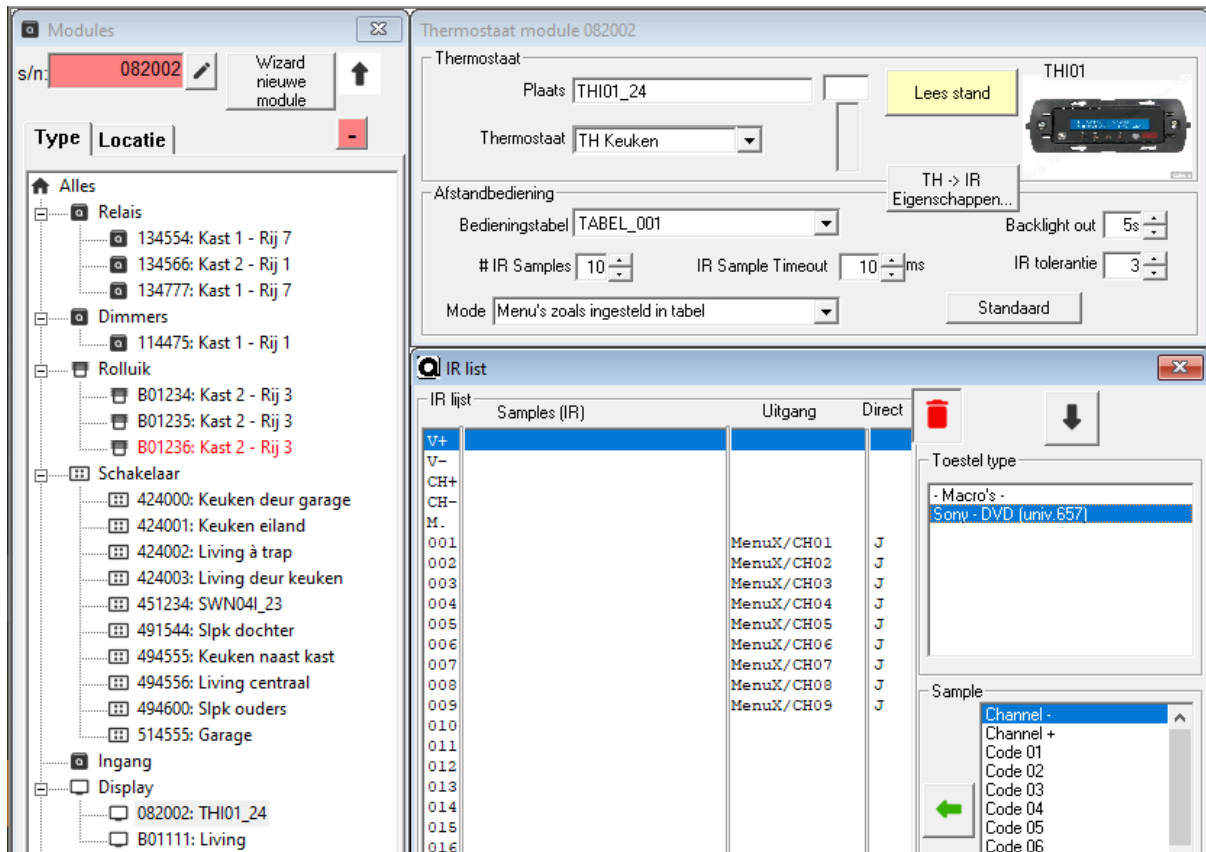 Modules
s/n: 082002
Wizard
nieuwe
module
Type Locatie -
Alles
Relais
134554: Kast 1 - Rij 7
134566: Kast 2 - Rij 1
134777: Kast 1 - Rij 7
Dimmers
114475: Kast 1 - Rij 1
Rolluik
B01234: Kast 2 - Rij 3
B01235: Kast 2 - Rij 3
B01236: Kast 2 - Rij 3
Schakelaar
424000: Keuken deur garage
424001: Keuken eiland
424002: Living à trap
424003: Living deur keuken
451234: SWN04I_23
491544: Slpk dochter
494555: Keuken naast kast
494556: Living centraal
494600: Slpk ouders
514555: Garage
Ingang
Display
082002: THI01_24
B01111: Living
Thermostaat module 082002
Thermostaat
Plaats THI01_24
Lees stand
THI01
Thermostaat TH Keuken
TH -> IR
Eigenschappen...
Afstandbediening
Bedieningstabel TABEL_001
Backlight out 5s
# IR Samples 10
IR Sample Timeout 10 ms
IR tolerantie 3
Mode Menu's zoals ingesteld in tabel
Standaard
IR list
IR lijst
Samples (IR) Uitgang Direct
V+
V-
CH+
CH-
M.
001 MenuX/CH01 J
002 MenuX/CH02 J
003 MenuX/CH03 J
004 MenuX/CH04 J
005 MenuX/CH05 J
006 MenuX/CH06 J
007 MenuX/CH07 J
008 MenuX/CH08 J
009 MenuX/CH09 J
010
011
012
013
014
015
016
Toestel type
- Macro's -
Sony - DVD (univ.657)
Sample
Channel -
Channel +
Code 01
Code 02
Code 03
Code 04
Code 05
Code 06